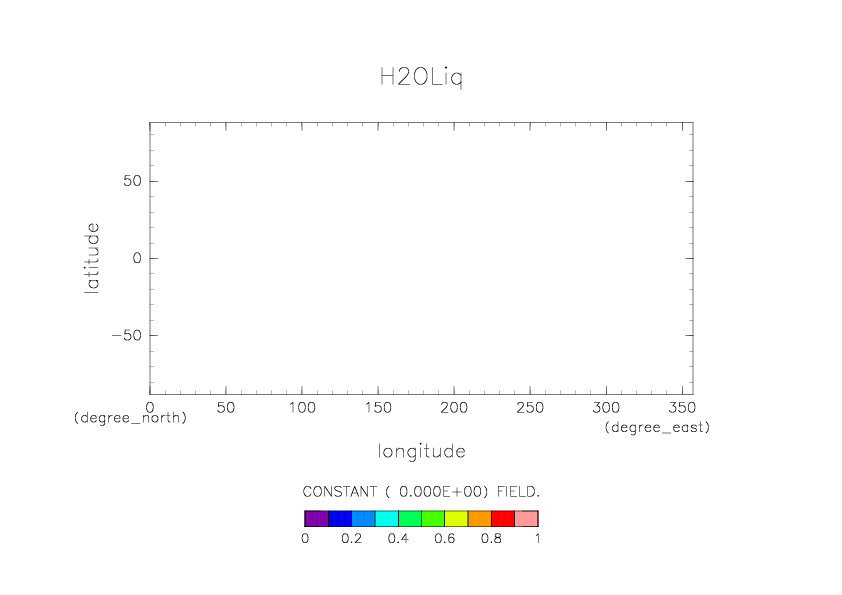 H2OLiq
50
0
−50
latitude
0 50 100 150 200 250 300 350
(degree_north)
(degree_east)
longitude
CONSTANT ( 0.000E+00) FIELD.
0 0.2 0.4 0.6 0.8 1